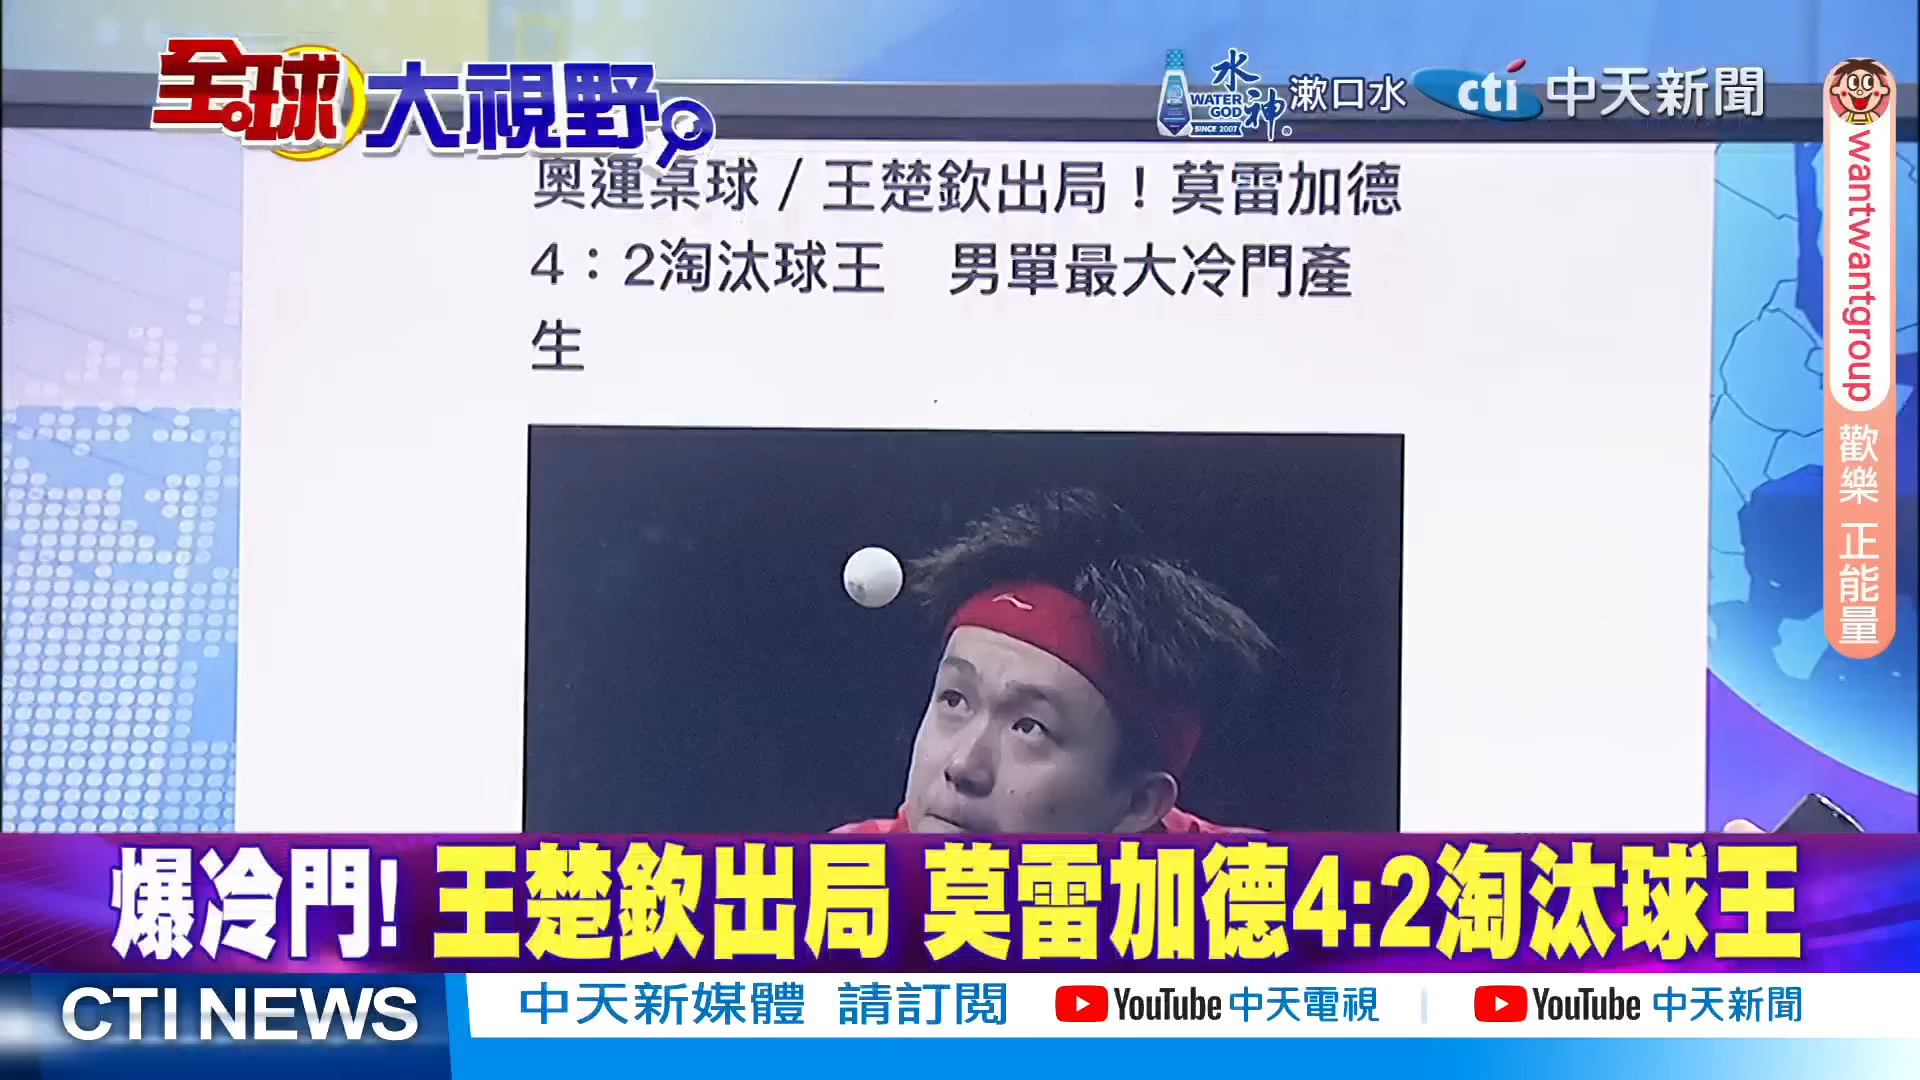 全球大視野
水神
WATER GOD
SINCE 2007
漱口水
cti 中天新聞
wantwantgroup
歡樂 正能量
奧運桌球/王楚欽出局!莫雷加德
4:2淘汰球王 男單最大冷門產
生
爆冷門! 王楚欽出局 莫雷加德4:2淘汰球王
CTI NEWS
中天新媒體 請訂閱 YouTube 中天電視 | YouTube 中天新聞